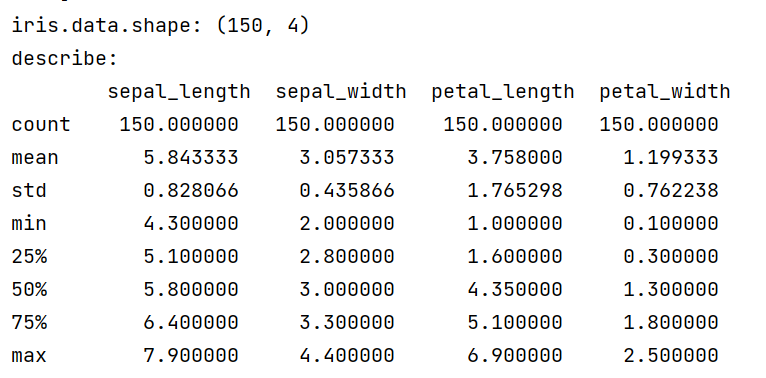 iris.data.shape: (150, 4)
describe:
sepal_length sepal_width petal_length petal_width
count 150.000000 150.000000 150.000000 150.000000
mean 5.843333 3.057333 3.758000 1.199333
std 0.828066 0.435866 1.765298 0.762238
min 4.300000 2.000000 1.000000 0.100000
25% 5.100000 2.800000 1.600000 0.300000
50% 5.800000 3.000000 4.350000 1.300000
75% 6.400000 3.300000 5.100000 1.800000
max 7.900000 4.400000 6.900000 2.500000